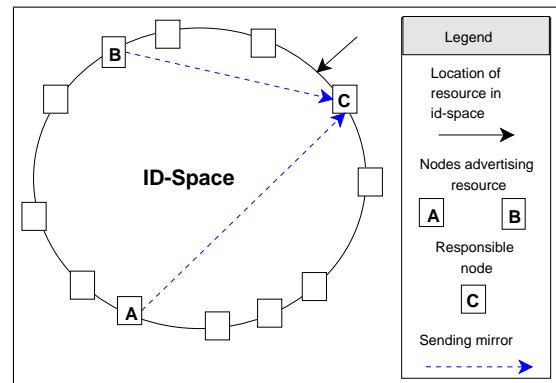 B
C
ID-Space
A
Legend
Location of
resource in
id-space
Nodes advertising
resource
A B
Responsible
node
C
Sending mirror